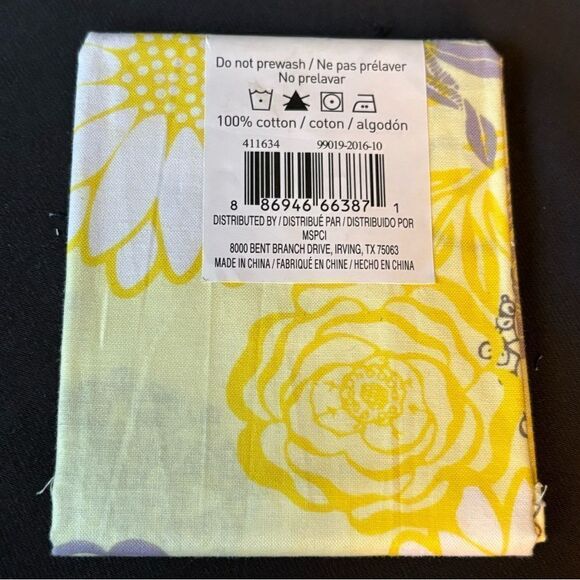 Do not prewash / Ne pas prélaver
No prelavar
100% cotton / coton / algodón
411634 99019-2016-10
8 86946 66387 1
DISTRIBUTED BY / DISTRIBUÉ PAR / DISTRIBUIDO POR
MSPCI
8000 BENT BRANCH DRIVE, IRVING, TX 75063
MADE IN CHINA / FABRIQUÉ EN CHINE / HECHO EN CHINA